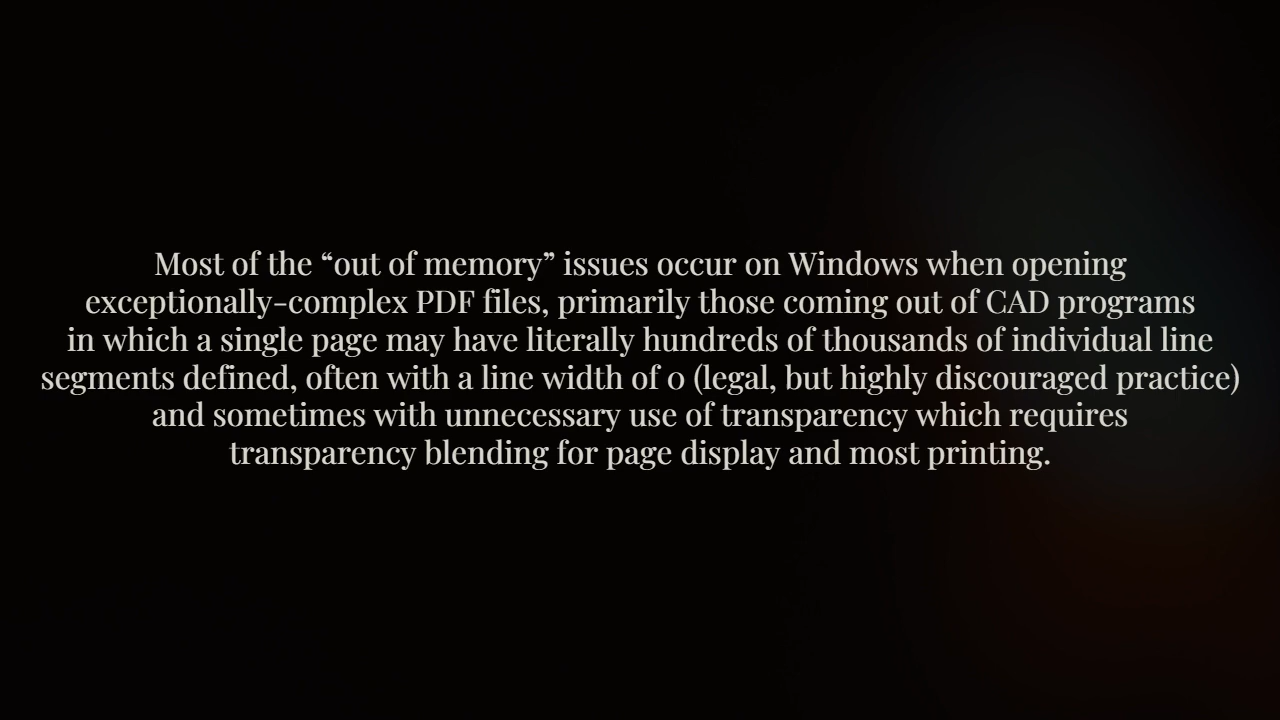 Most of the “out of memory” issues occur on Windows when opening
exceptionally-complex PDF files, primarily those coming out of CAD programs
in which a single page may have literally hundreds of thousands of individual line
segments defined, often with a line width of 0 (legal, but highly discouraged practice)
and sometimes with unnecessary use of transparency which requires
transparency blending for page display and most printing.